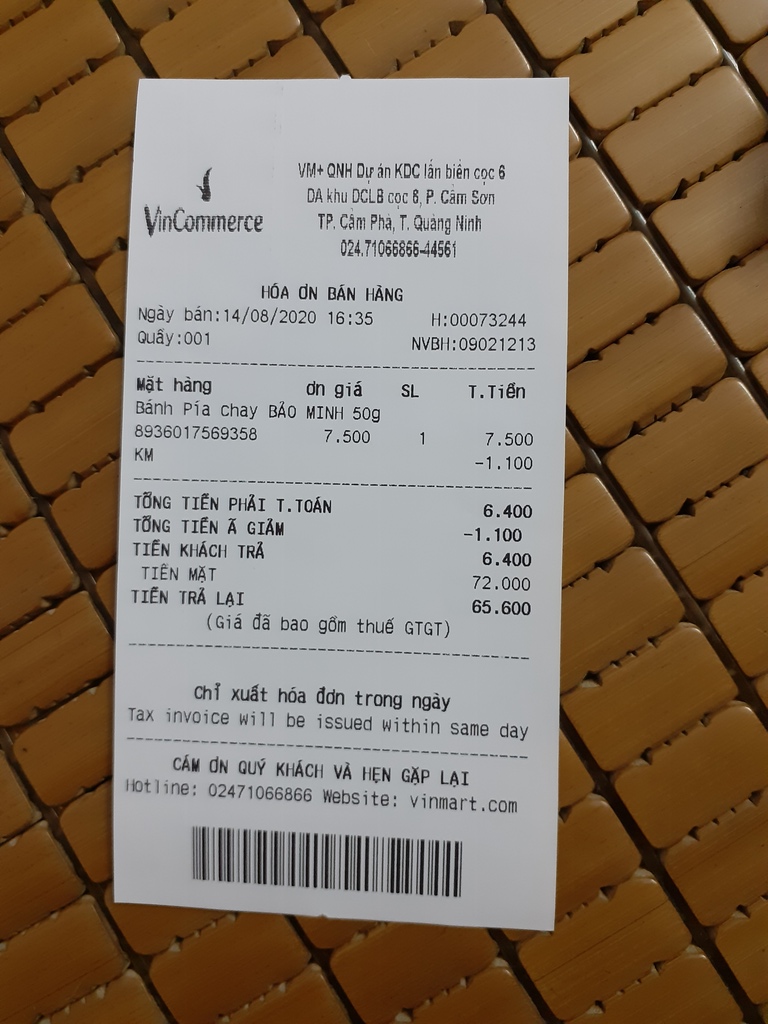 VinCommerce
VM+ QNH Dự án KDC lấn biển cọc 6
DA khu DCLB cọc 6, P. Cẩm Sơn
TP. Cẩm Phả, T. Quảng Ninh
024.71066866-44561
HÓA ƠN BÁN HÀNG
Ngày bán:14/08/2020 16:35 H:00073244
Quầy:001 NVBH:09021213
Mặt hàng ơn giá SL T.Tiền
Bánh Pía chay BẢO MINH 50g
8936017569358 7.500 1 7.500
KM -1.100
TỔNG TIỀN PHẢI T.TOÁN 6.400
TỔNG TIỀN Ã GIẢM -1.100
TIỀN KHÁCH TRẢ 6.400
TIỀN MẶT 72.000
TIỀN TRẢ LẠI 65.600
(Giá đã bao gồm thuế GTGT)
Chỉ xuất hóa đơn trong ngày
Tax invoice will be issued within same day
CẢM ƠN QUÝ KHÁCH VÀ HẸN GẶP LẠI
Hotline: 02471066866 Website: vinmart.com